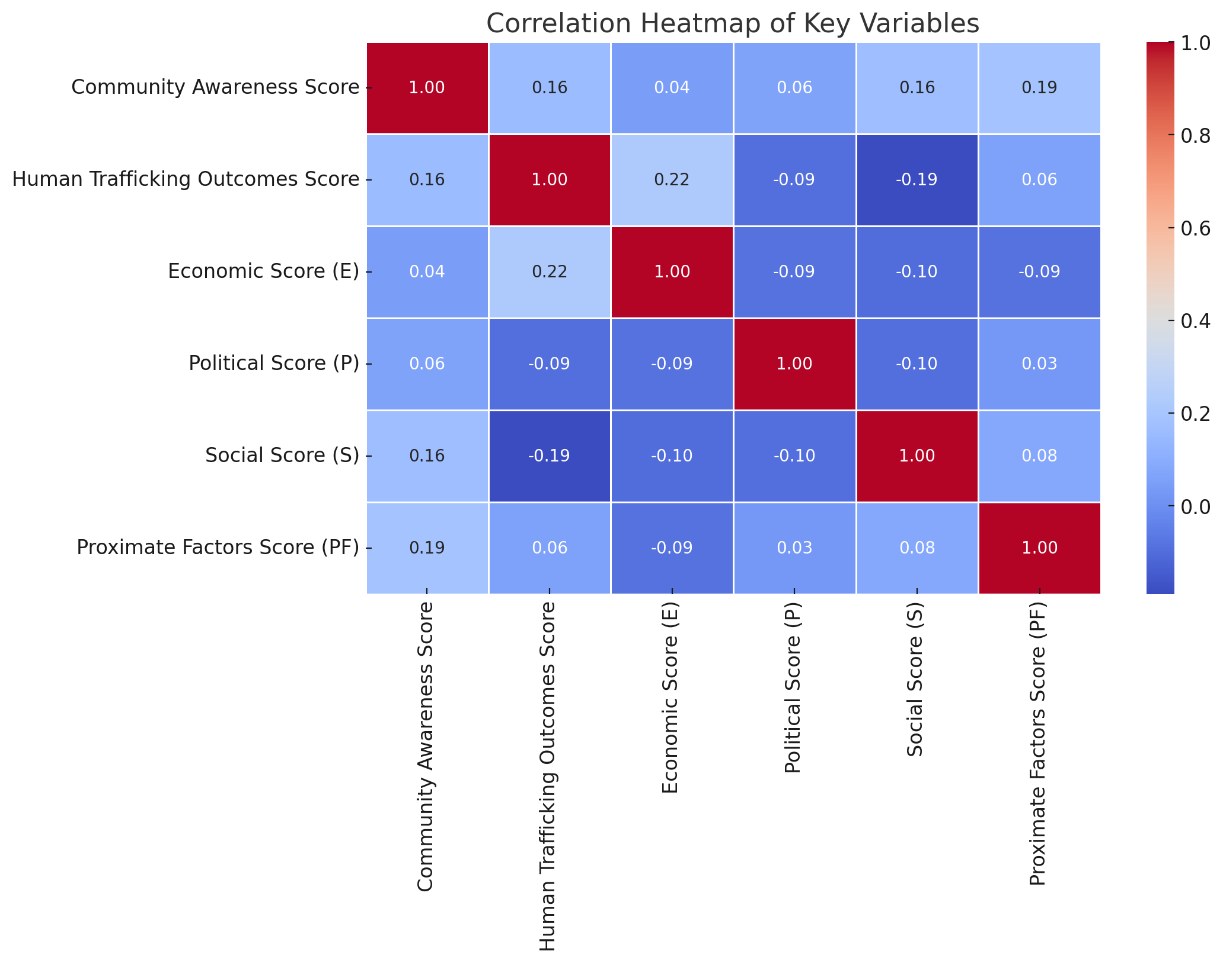 Correlation Heatmap of Key Variables
Community Awareness Score 1.00 0.16 0.04 0.06 0.16 0.19
Human Trafficking Outcomes Score 0.16 1.00 0.22 -0.09 -0.19 0.06
Economic Score (E) 0.04 0.22 1.00 -0.09 -0.10 -0.09
Political Score (P) 0.06 -0.09 -0.09 1.00 -0.10 0.03
Social Score (S) 0.16 -0.19 -0.10 -0.10 1.00 0.08
Proximate Factors Score (PF) 0.19 0.06 -0.09 0.03 0.08 1.00
Community Awareness Score
Human Trafficking Outcomes Score
Economic Score (E)
Political Score (P)
Social Score (S)
Proximate Factors Score (PF)
1.0
0.8
0.6
0.4
0.2
0.0